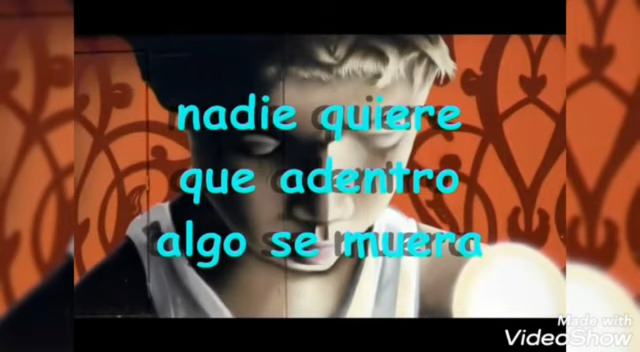 nadie quiere
que adentro
algo se muera
Made with
VideoShow